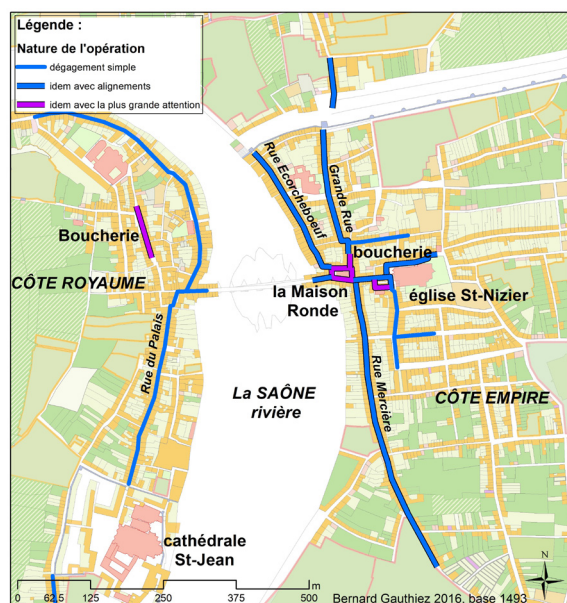 Légende :
Nature de l'opération
dégagement simple
idem avec alignements
idem avec la plus grande attention
Rue Ecorcheboeuf
Grande Rue
Boucherie
boucherie
CÔTE ROYAUME
la Maison
Ronde
église St-Nizier
Rue du Palais
La SAÔNE
rivière
Rue Mercière
CÔTE EMPIRE
cathédrale
St-Jean
N
m
0 62,5 125 250 375 500
Bernard Gauthiez 2016, base 1493